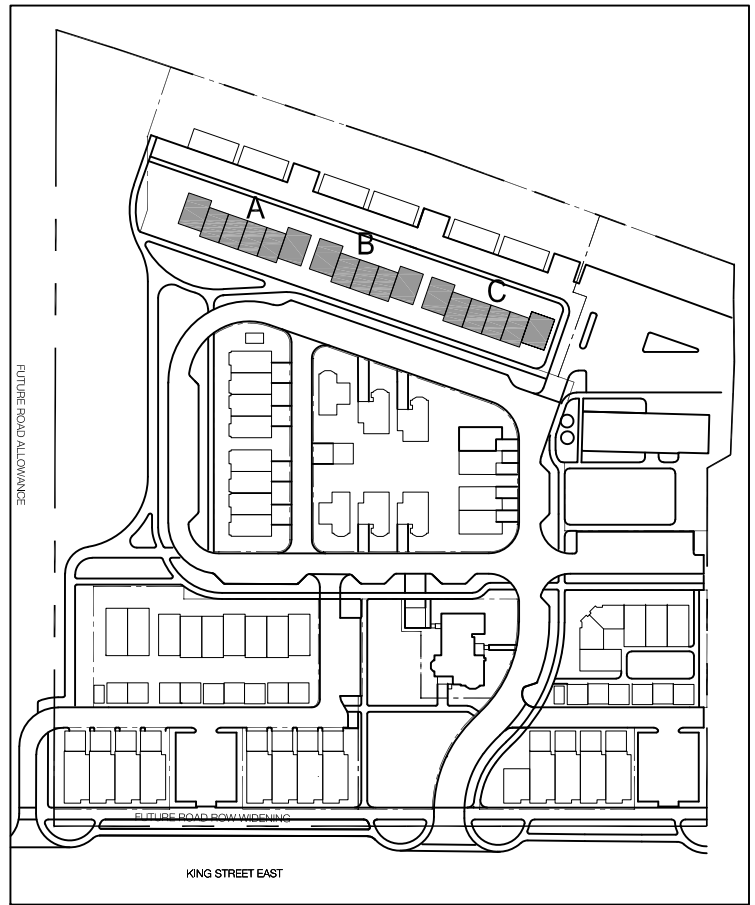 A
B
C
FUTURE ROAD ALLOWANCE
FUTURE ROAD ROW WIDENING
KING STREET EAST